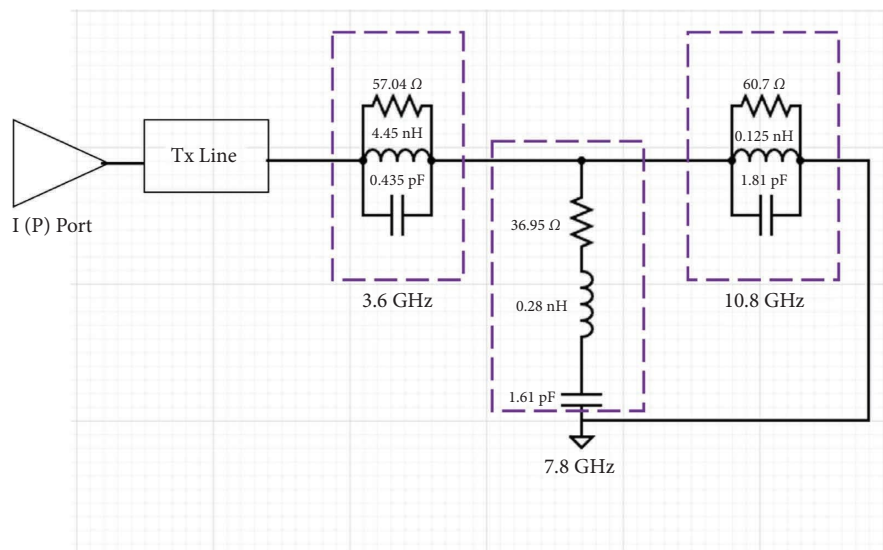 57.04 Ω
4.45 nH
0.435 pF
3.6 GHz
Tx Line
I (P) Port
36.95 Ω
0.28 nH
1.61 pF
7.8 GHz
60.7 Ω
0.125 nH
1.81 pF
10.8 GHz